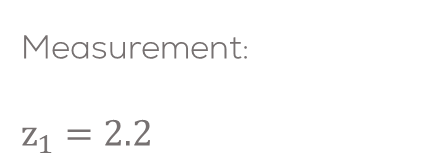 Measurement:
z₁ = 2.2